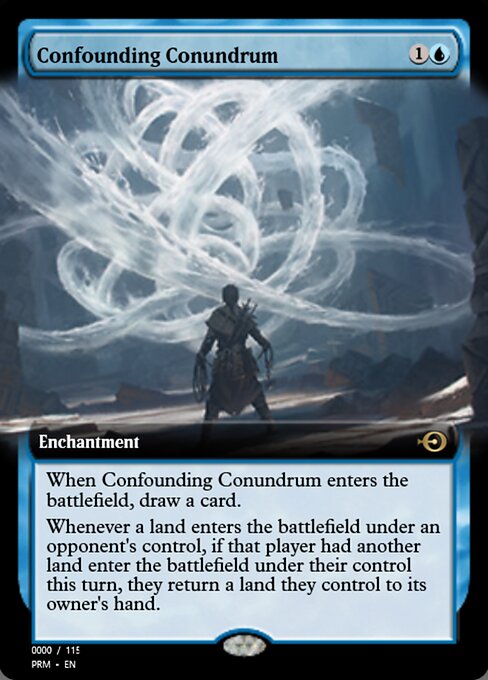 Confounding Conundrum 1
Enchantment
When Confounding Conundrum enters the
battlefield, draw a card.
Whenever a land enters the battlefield under an
opponent's control, if that player had another
land enter the battlefield under their control
this turn, they return a land they control to its
owner's hand.
0000 / 115
PRM • EN